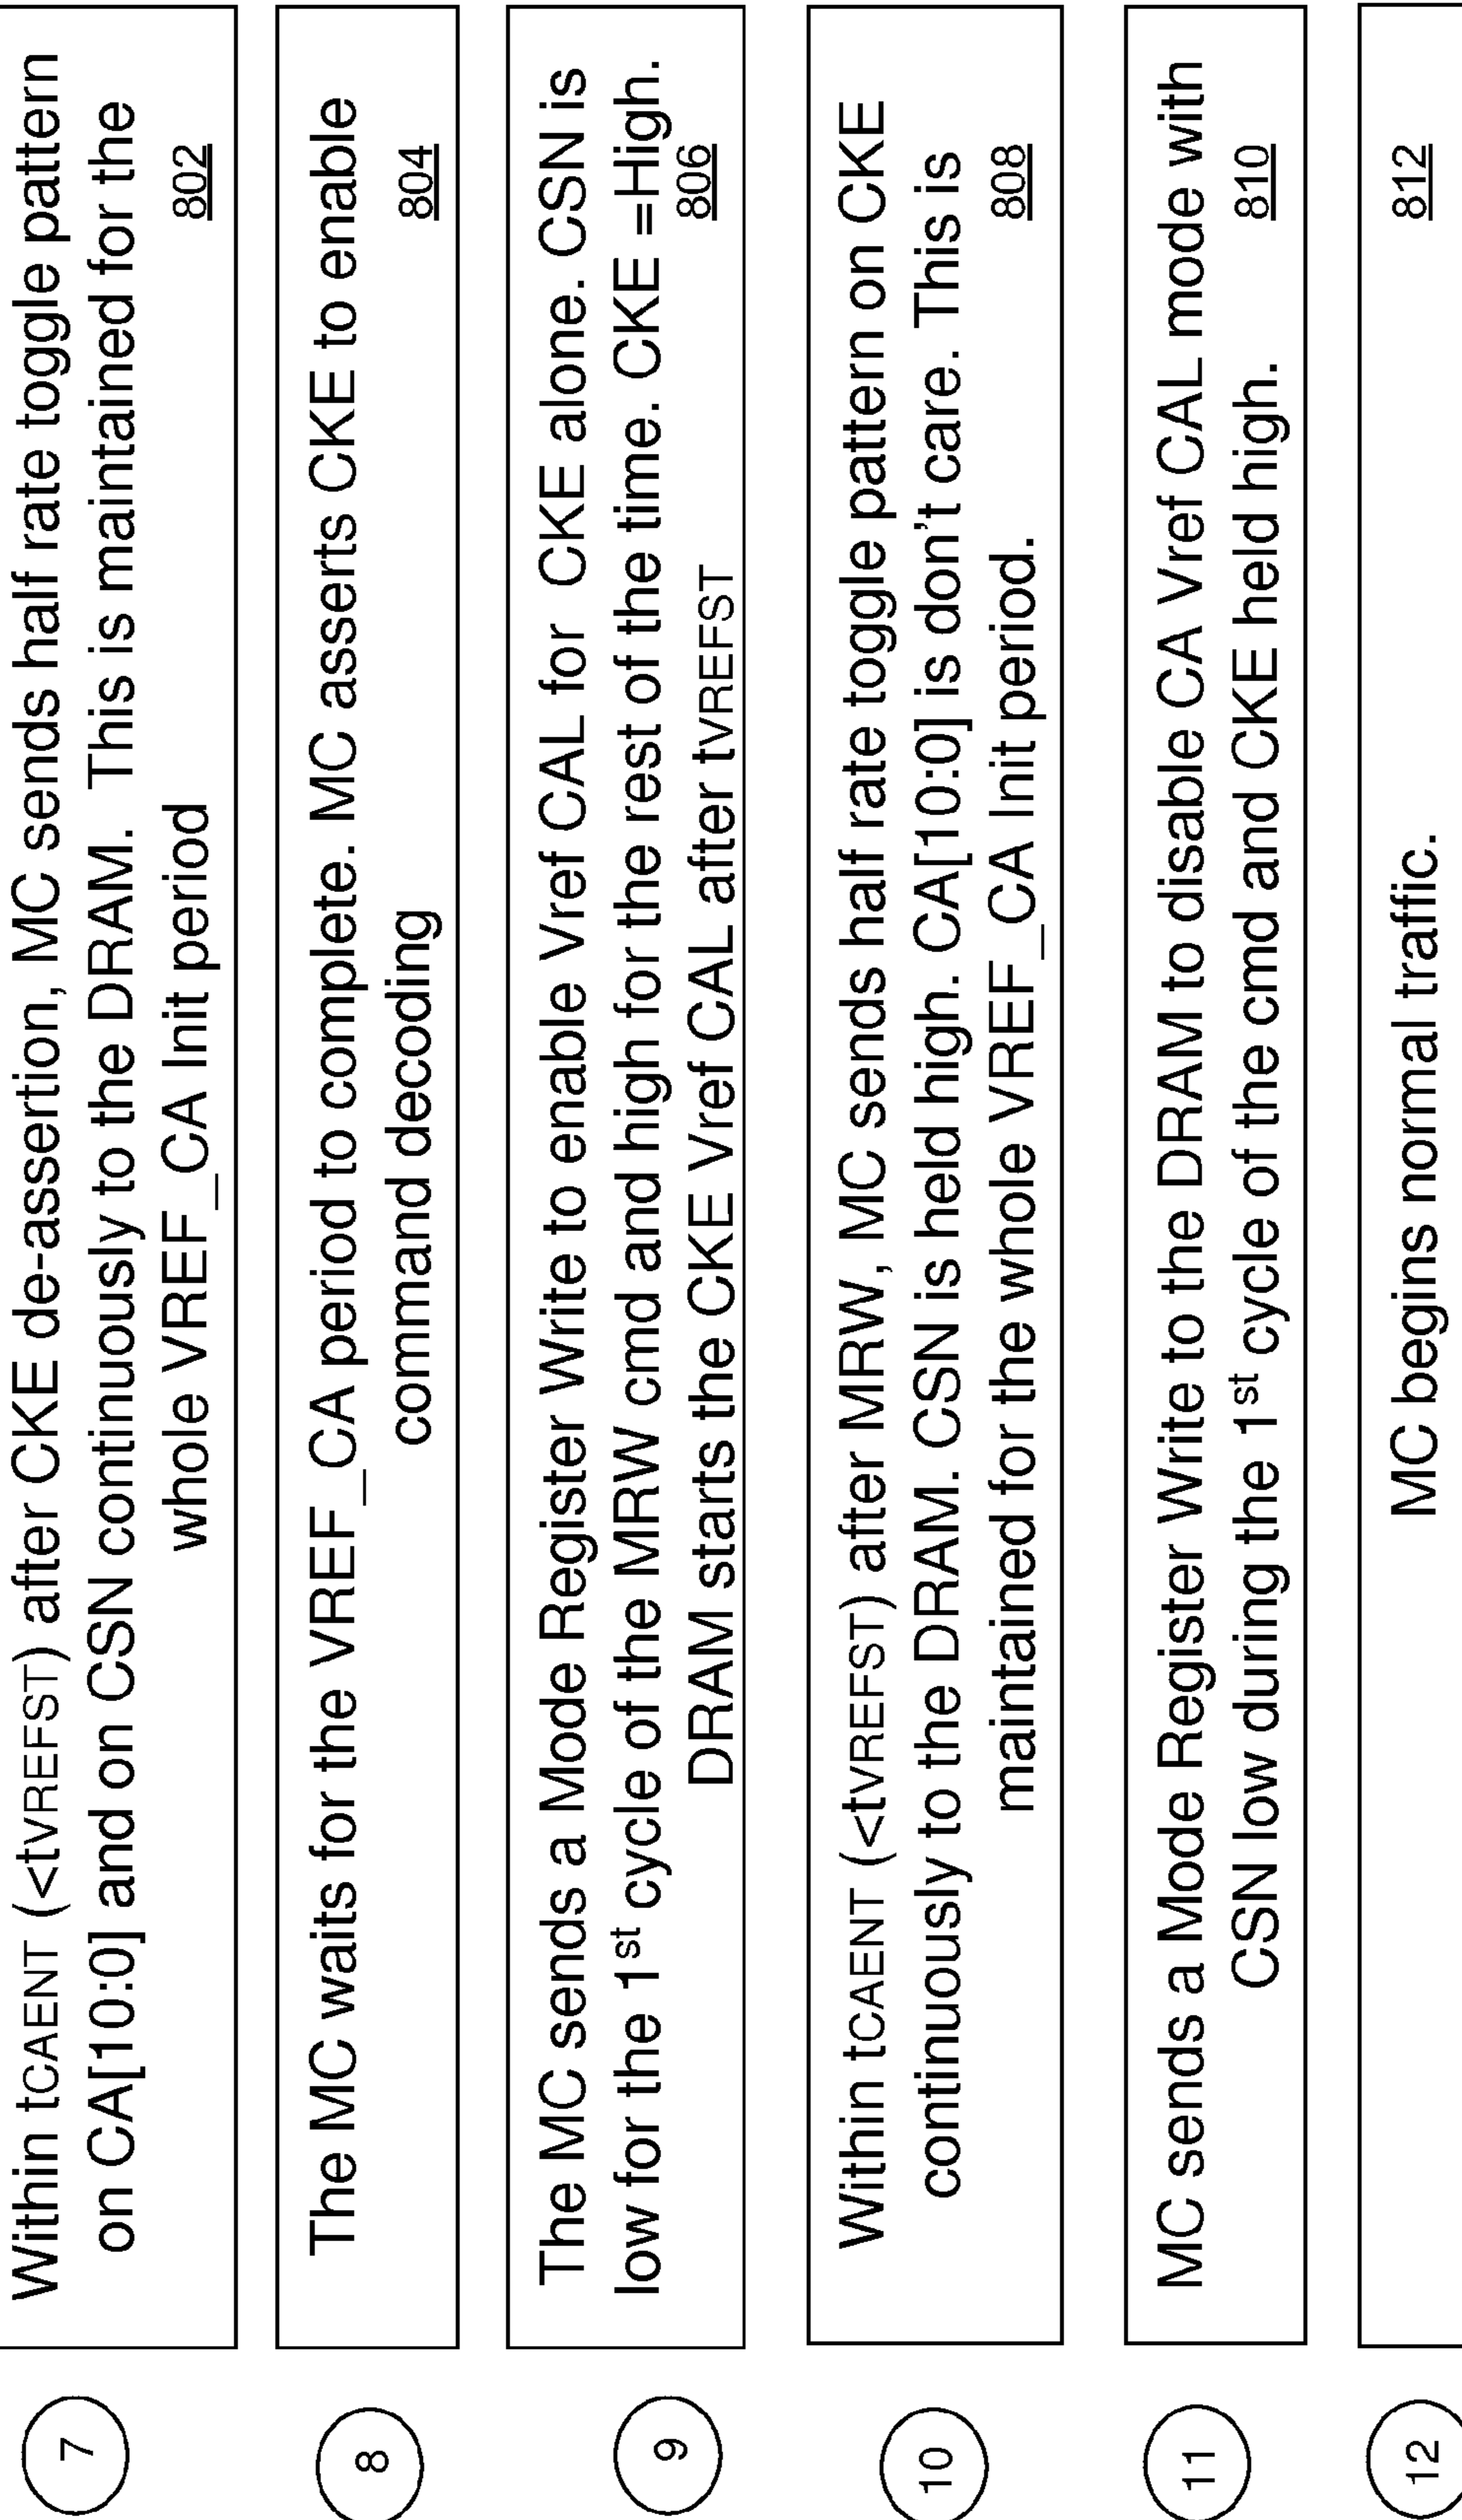 7
Within tCAENT (<tVREFST) after CKE de-assertion, MC sends half rate toggle pattern
on CA[10:0] and on CSN continuously to the DRAM. This is maintained for the
whole VREF_CA Init period
802
8
The MC waits for the VREF_CA period to complete. MC asserts CKE to enable
command decoding
804
9
The MC sends a Mode Register Write to enable Vref CAL for CKE alone. CSN is
low for the 1st cycle of the MRW cmd and high for the rest of the time. CKE =High.
DRAM starts the CKE Vref CAL after tVREFST
806
10
Within tCAENT (<tVREFST) after MRW, MC sends half rate toggle pattern on CKE
continuously to the DRAM. CSN is held high. CA[10:0] is don't care. This is
maintained for the whole VREF_CA Init period.
808
11
MC sends a Mode Register Write to the DRAM to disable CA Vref CAL mode with
CSN low during the 1st cycle of the cmd and CKE held high.
810
12
MC begins normal traffic.
812